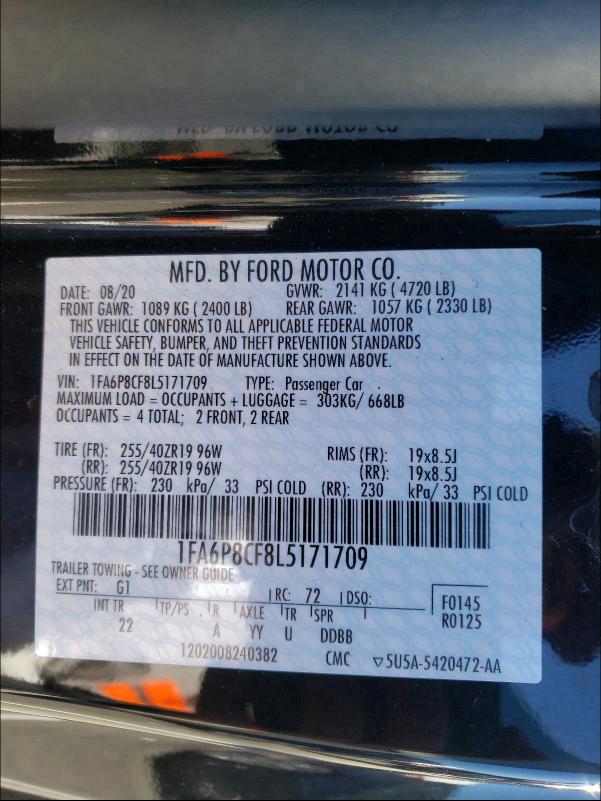 MFD. BY FORD MOTOR CO.
DATE: 08/20 GVWR: 2141 KG ( 4720 LB)
FRONT GAWR: 1089 KG ( 2400 LB) REAR GAWR: 1057 KG ( 2330 LB)
THIS VEHICLE CONFORMS TO ALL APPLICABLE FEDERAL MOTOR
VEHICLE SAFETY, BUMPER, AND THEFT PREVENTION STANDARDS
IN EFFECT ON THE DATE OF MANUFACTURE SHOWN ABOVE.
VIN: 1FA6P8CF8L5171709 TYPE: Passenger Car .
MAXIMUM LOAD = OCCUPANTS + LUGGAGE = 303KG/ 668LB
OCCUPANTS = 4 TOTAL; 2 FRONT, 2 REAR
TIRE (FR): 255/40ZR19 96W RIMS (FR): 19x8.5J
(RR): 255/40ZR19 96W (RR): 19x8.5J
PRESSURE (FR): 230 kPa/ 33 PSI COLD (RR): 230 kPa/ 33 PSI COLD
1FA6P8CF8L5171709
TRAILER TOWING - SEE OWNER GUIDE
EXT PNT: G1 RC: 72 DSO: F0145
INT TR TP/PS R AXLE TR SPR R0125
22 A YY U DDBB
1202008240382 CMC ▽5U5A-5420472-AA